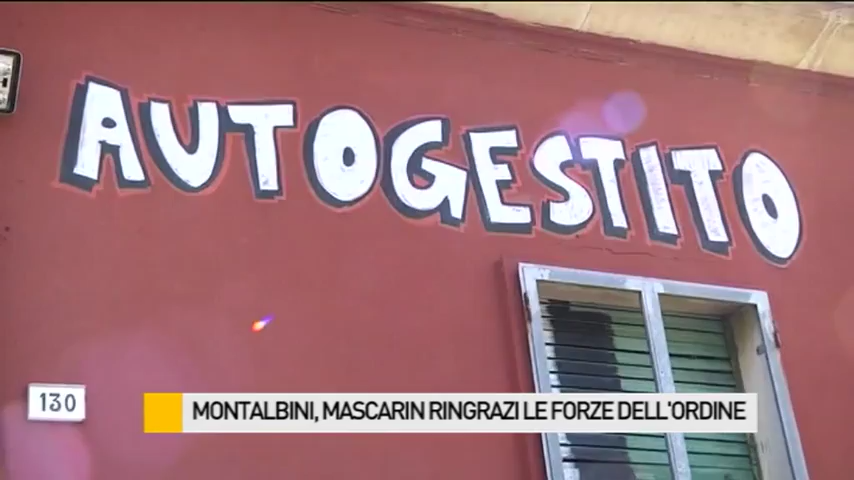 AUTOGESTITO
130
MONTALBINI, MASCARIN RINGRAZI LE FORZE DELL'ORDINE